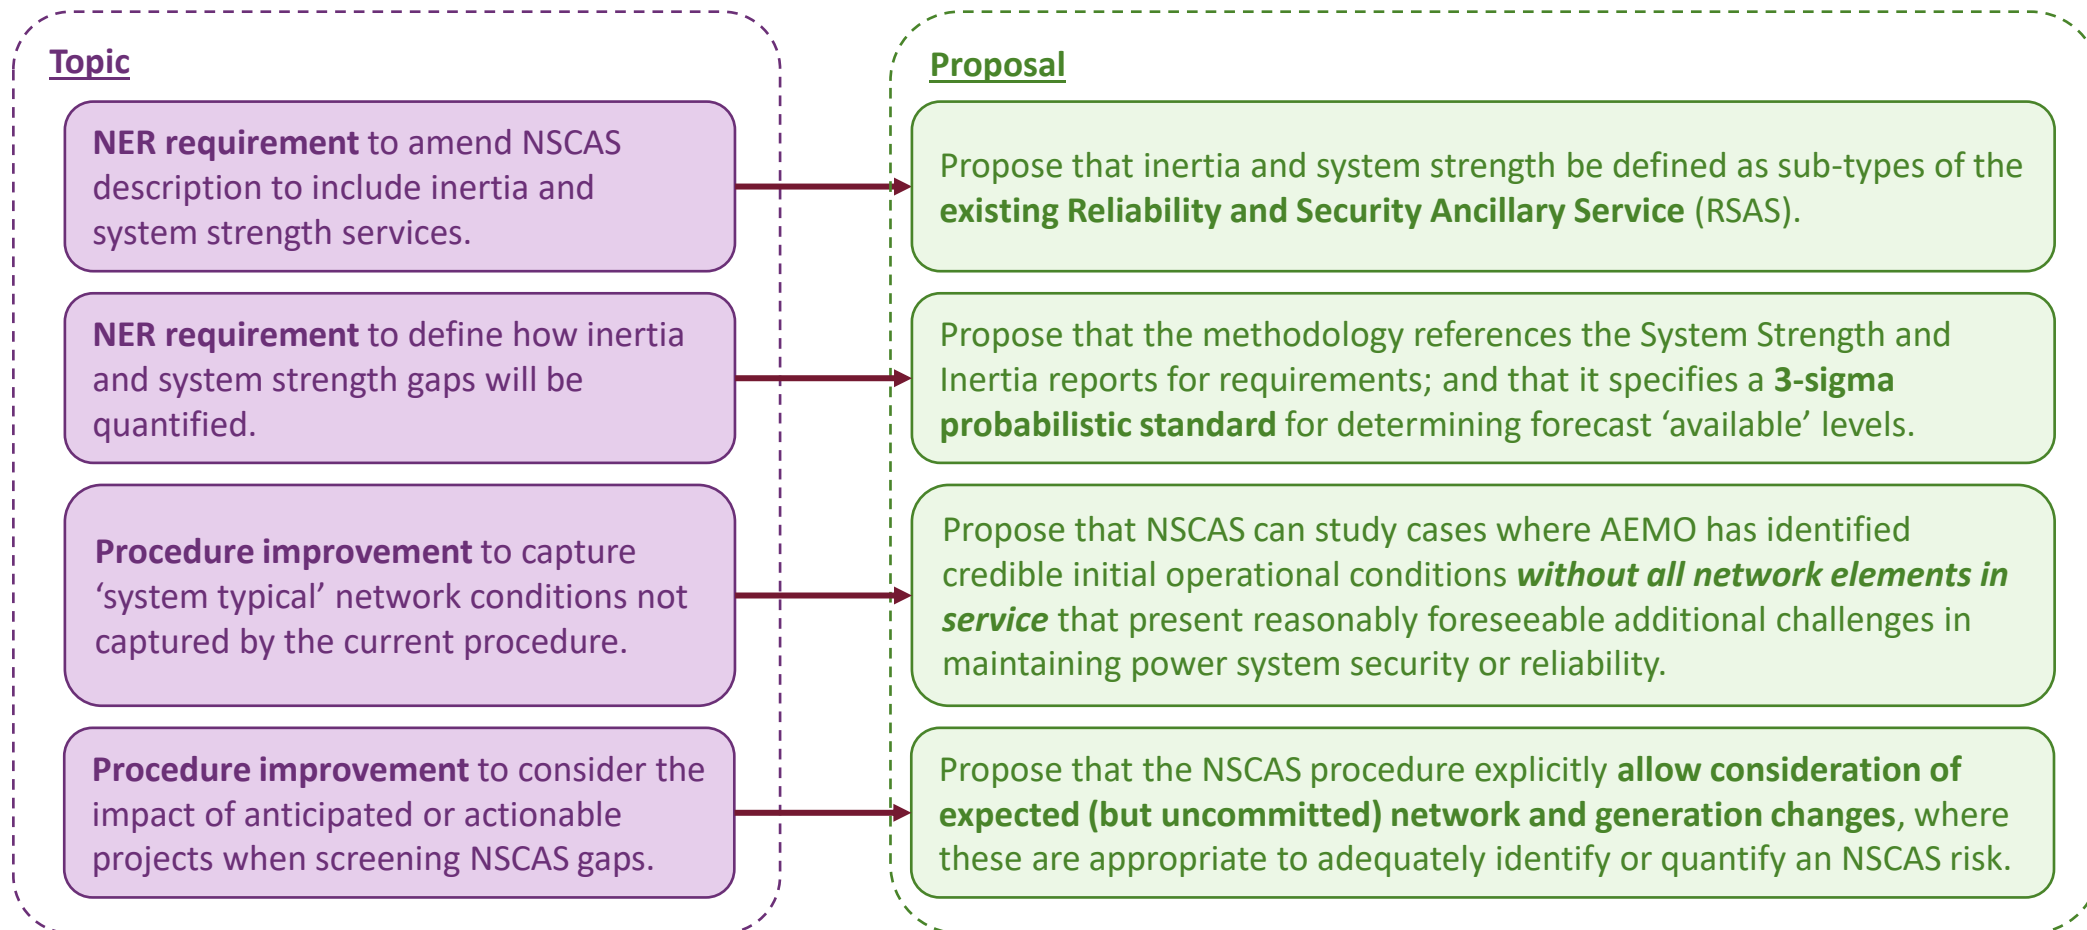 Topic
NER requirement to amend NSCAS
description to include inertia and
system strength services.
NER requirement to define how inertia
and system strength gaps will be
quantified.
Procedure improvement to capture
‘system typical’ network conditions not
captured by the current procedure.
Procedure improvement to consider the
impact of anticipated or actionable
projects when screening NSCAS gaps.
Proposal
Propose that inertia and system strength be defined as sub-types of the
existing Reliability and Security Ancillary Service (RSAS).
Propose that the methodology references the System Strength and
Inertia reports for requirements; and that it specifies a 3-sigma
probabilistic standard for determining forecast ‘available’ levels.
Propose that NSCAS can study cases where AEMO has identified
credible initial operational conditions without all network elements in
service that present reasonably foreseeable additional challenges in
maintaining power system security or reliability.
Propose that the NSCAS procedure explicitly allow consideration of
expected (but uncommitted) network and generation changes, where
these are appropriate to adequately identify or quantify an NSCAS risk.